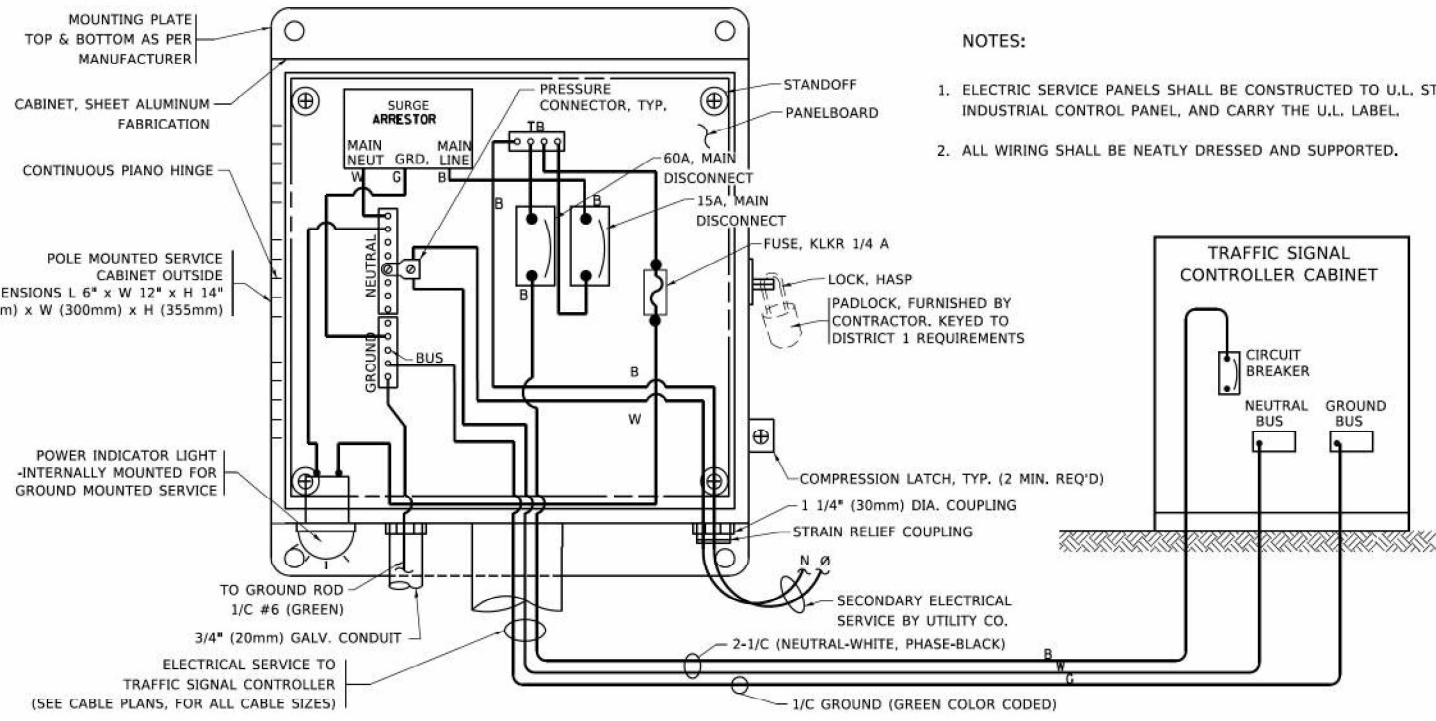 MOUNTING PLATE
TOP & BOTTOM AS PER
MANUFACTURER
CABINET, SHEET ALUMINUM
FABRICATION
CONTINUOUS PIANO HINGE
POLE MOUNTED SERVICE
CABINET OUTSIDE
L 6" x W 12" x H 14"
x W (300mm) x H (355mm)
POWER INDICATOR LIGHT
-INTERNALLY MOUNTED FOR
GROUND MOUNTED SERVICE
TO GROUND ROD
1/C #6 (GREEN)
3/4" (20mm) GALV. CONDUIT
ELECTRICAL SERVICE TO
TRAFFIC SIGNAL CONTROLLER
(SEE CABLE PLANS, FOR ALL CABLE SIZES)
SURGE
ARRESTOR
MAIN
NEUT
GRD.
MAIN
LINE
W
G
B
PRESSURE
CONNECTOR, TYP.
TB
B
B
B
NEUTRAL
GROUND
BUS
B
W
STANDOFF
PANELBOARD
60A, MAIN
DISCONNECT
15A, MAIN
DISCONNECT
FUSE, KLKR 1/4 A
LOCK, HASP
PADLOCK, FURNISHED BY
CONTRACTOR. KEYED TO
DISTRICT 1 REQUIREMENTS
COMPRESSION LATCH, TYP. (2 MIN. REQ'D)
1 1/4" (30mm) DIA. COUPLING
STRAIN RELIEF COUPLING
N Ø
SECONDARY ELECTRICAL
SERVICE BY UTILITY CO.
2-1/C (NEUTRAL-WHITE, PHASE-BLACK)
B
W
G
1/C GROUND (GREEN COLOR CODED)
NOTES:
1. ELECTRIC SERVICE PANELS SHALL BE CONSTRUCTED TO U.L.
INDUSTRIAL CONTROL PANEL, AND CARRY THE U.L. LABEL.
2. ALL WIRING SHALL BE NEATLY DRESSED AND SUPPORTED.
TRAFFIC SIGNAL
CONTROLLER CABINET
CIRCUIT
BREAKER
NEUTRAL
BUS
GROUND
BUS